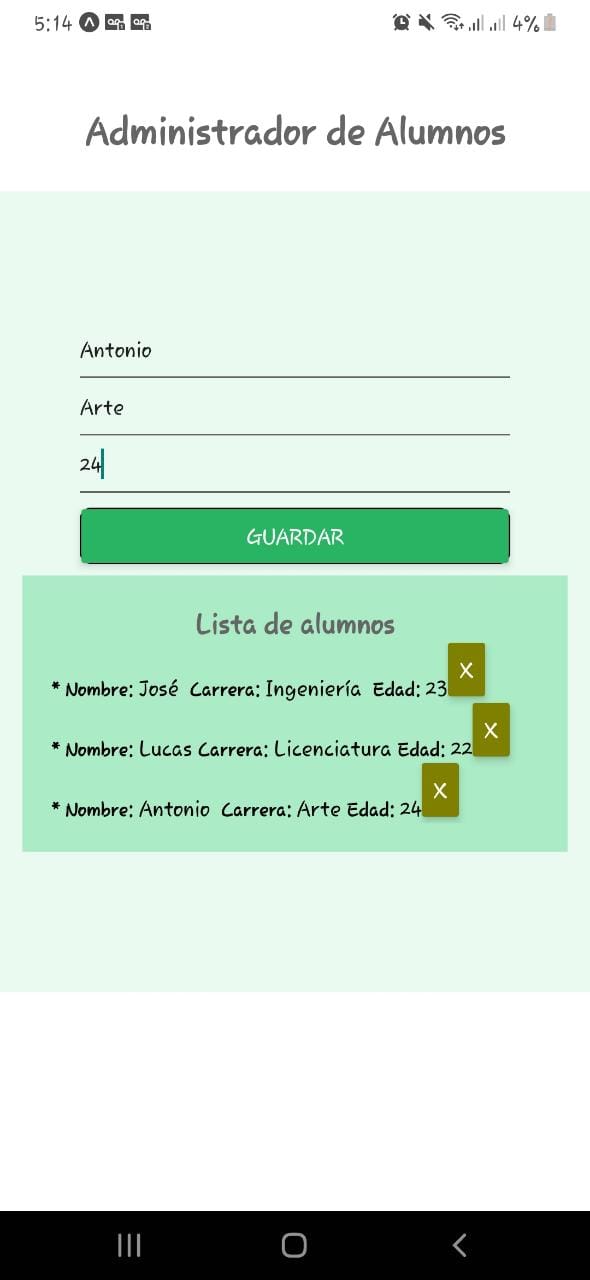 5:14 4%
Administrador de Alumnos
Antonio
Arte
24
GUARDAR
Lista de alumnos
* Nombre: José Carrera: Ingeniería Edad: 23 X
* Nombre: Lucas Carrera: Licenciatura Edad: 22 X
* Nombre: Antonio Carrera: Arte Edad: 24 X